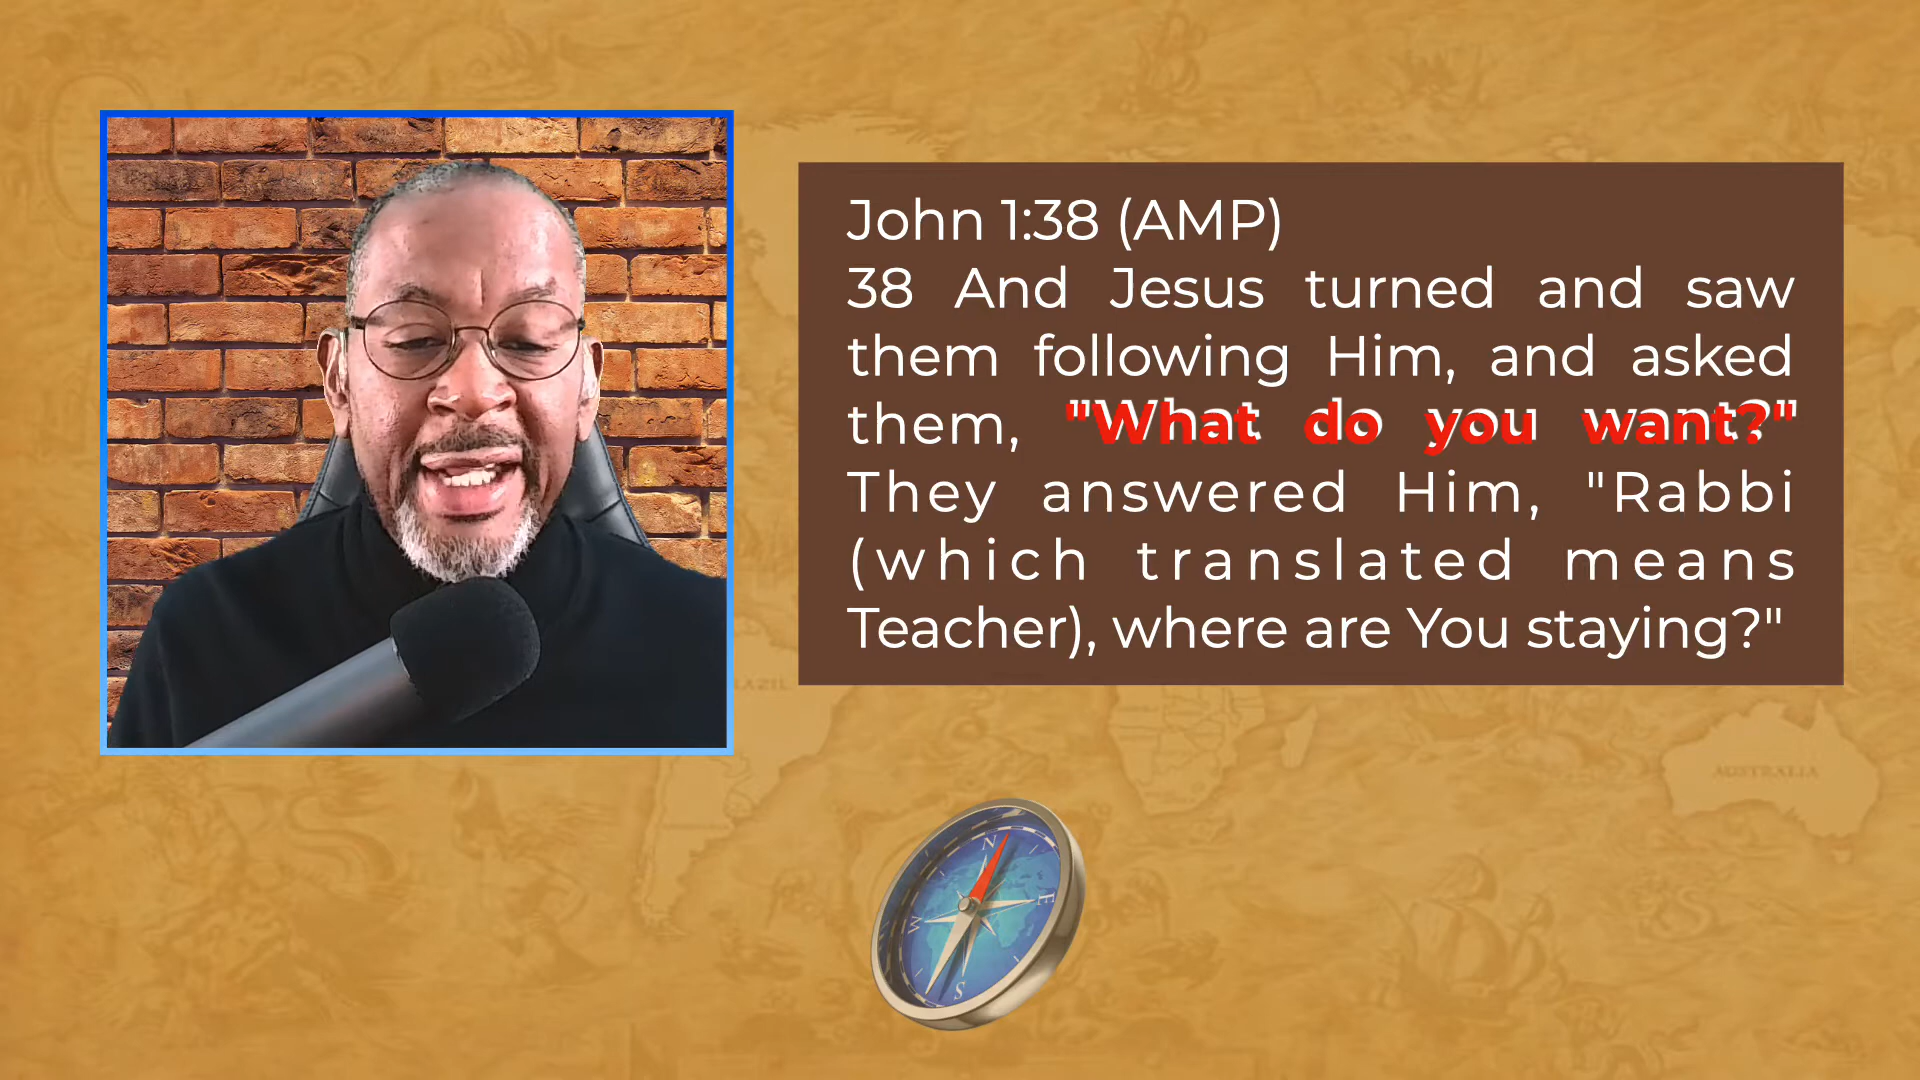 John 1:38 (AMP)
38 And Jesus turned and saw
them following Him, and asked
them, "What do you want?"
They answered Him, "Rabbi
(which translated means
Teacher), where are You staying?"
AUSTRALIA
N
E
W
S